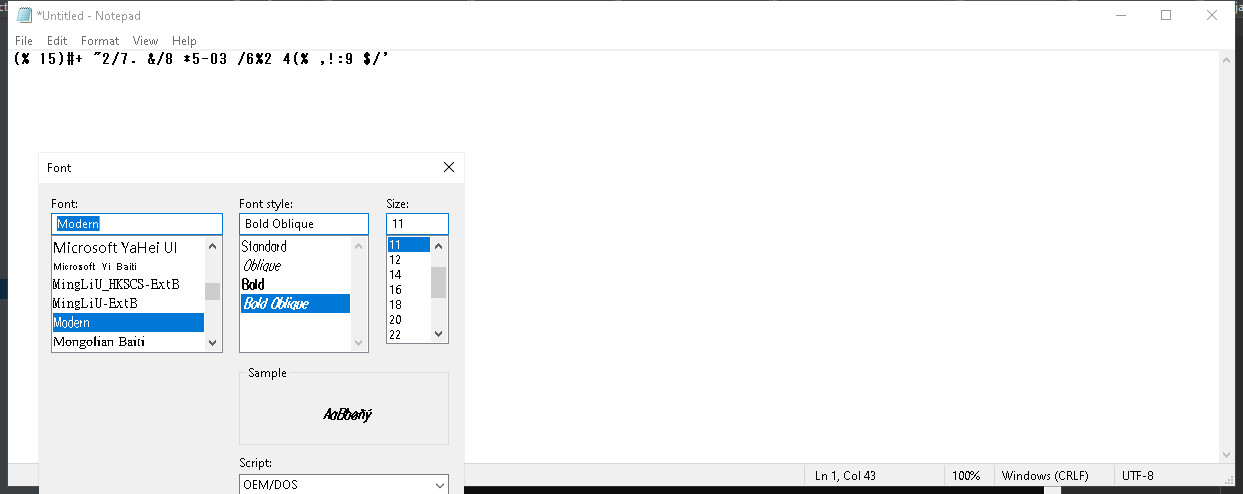 *Untitled - Notepad
File Edit Format View Help
(% 15)#+ "2/7. &/8 *5-03 /6%2 4(% ,!:9 $/'
Font
Font: Font style: Size:
Modern Bold Oblique 11
Microsoft YaHei UI Standard 11
Microsoft Yi Baiti Oblique 12
MingLiU_HKSCS-ExtB Bold 14
MingLiU-ExtB Bold Oblique 16
Modern 18
Mongolian Baiti 20
22
Sample
Script:
OEM/DOS
Ln 1, Col 43 100% Windows (CRLF) UTF-8